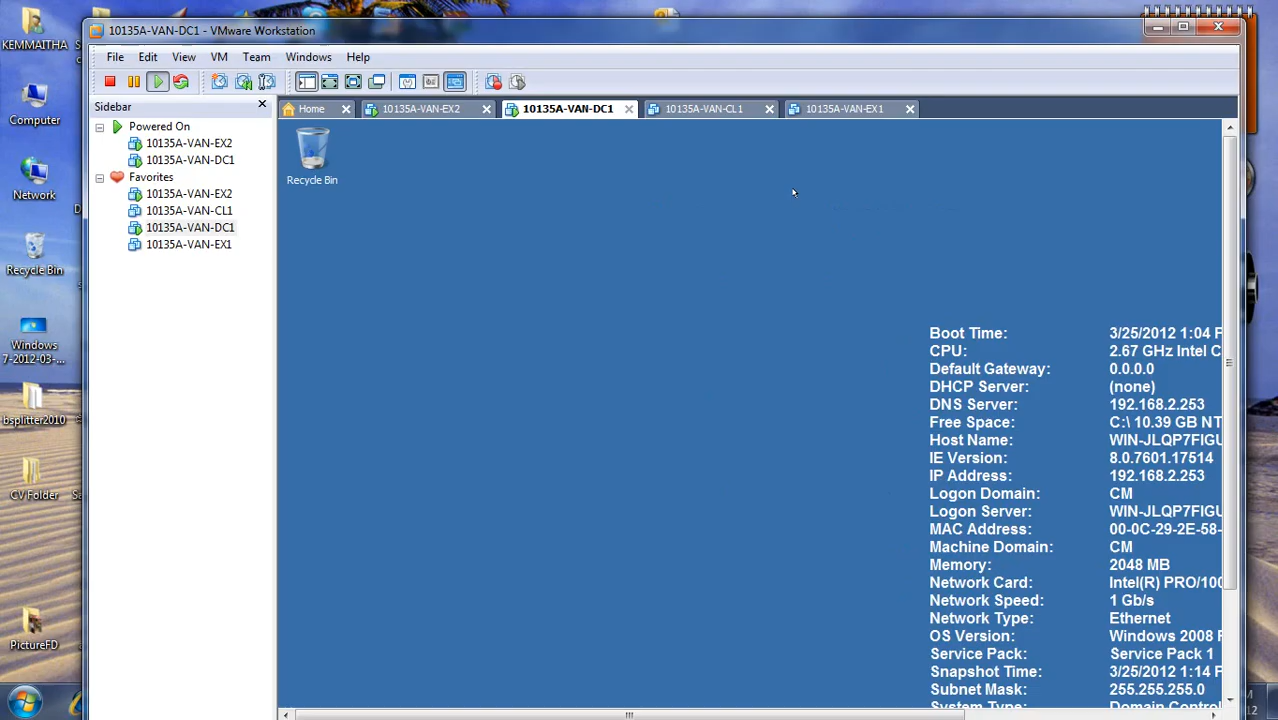 10135A-VAN-DC1 - VMware Workstation
File Edit View VM Team Windows Help
Sidebar
Home 10135A-VAN-EX2 10135A-VAN-DC1 10135A-VAN-CL1 10135A-VAN-EX1
Powered On
10135A-VAN-EX2
10135A-VAN-DC1
Favorites
10135A-VAN-EX2
10135A-VAN-CL1
10135A-VAN-DC1
10135A-VAN-EX1
Recycle Bin
Boot Time: 3/25/2012 1:04
CPU: 2.67 GHz Intel
Default Gateway: 0.0.0.0
DHCP Server: (none)
DNS Server: 192.168.2.253
Free Space: C:\ 10.39 GB
Host Name: WIN-JLQP7FIGU
IE Version: 8.0.7601.17514
IP Address: 192.168.2.253
Logon Domain: CM
Logon Server: WIN-JLQP7FIGU
MAC Address: 00-0C-29-2E-58-
Machine Domain: CM
Memory: 2048 MB
Network Card: Intel(R) PRO/100
Network Speed: 1 Gb/s
Network Type: Ethernet
OS Version: Windows 2008
Service Pack: Service Pack 1
Snapshot Time: 3/25/2012 1:14
Subnet Mask: 255.255.255.0
System Type: Domain
KEMMAITHA
Computer
Network
Recycle Bin
Windows
7-2012-03-...
bsplitter2010
CV Folder
PictureFD